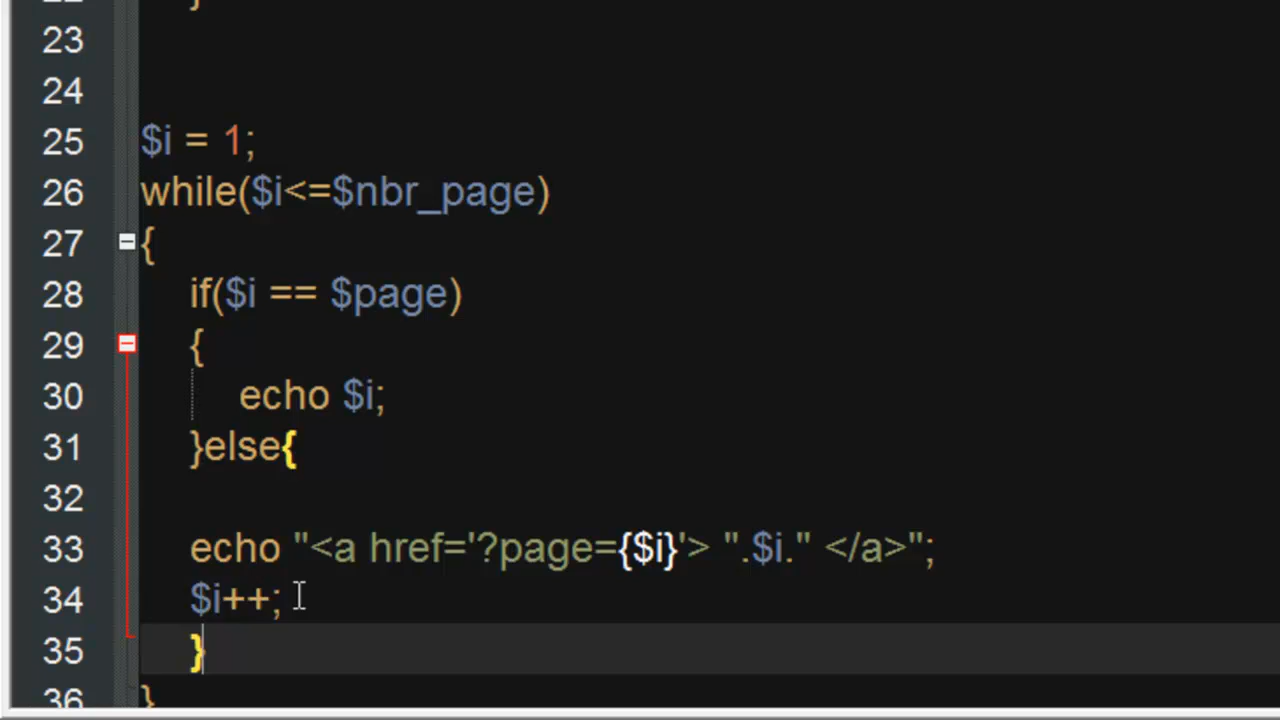 22 }
23
24
25 $i = 1;
26 while($i<=$nbr_page)
27 {
28 if($i == $page)
29 {
30 echo $i;
31 }else{
32
33 echo "<a href='?page={$i}'> ".$i." </a>";
34 $i++;
35 }
36 }